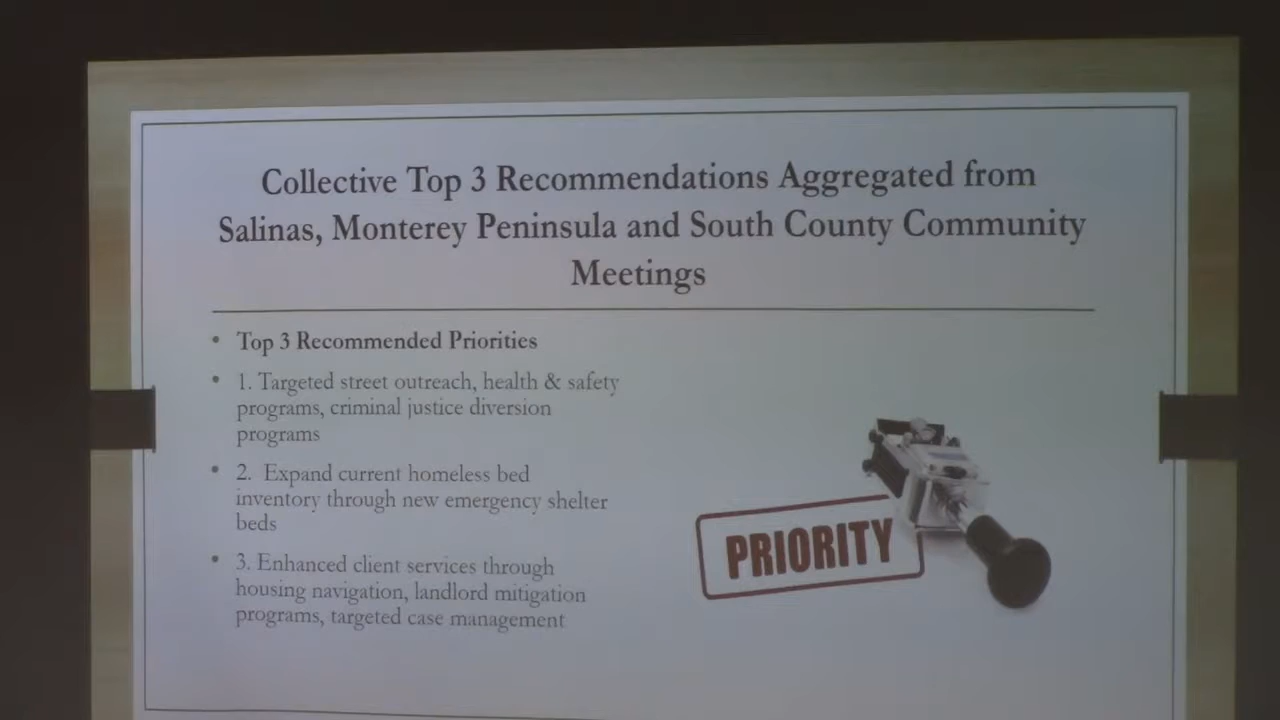 Collective Top 3 Recommendations Aggregated from
Salinas, Monterey Peninsula and South County Community
Meetings
• Top 3 Recommended Priorities
• 1. Targeted street outreach, health & safety
programs, criminal justice diversion
programs
• 2. Expand current homeless bed
inventory through new emergency shelter
beds
• 3. Enhanced client services through
housing navigation, landlord mitigation
programs, targeted case management
PRIORITY